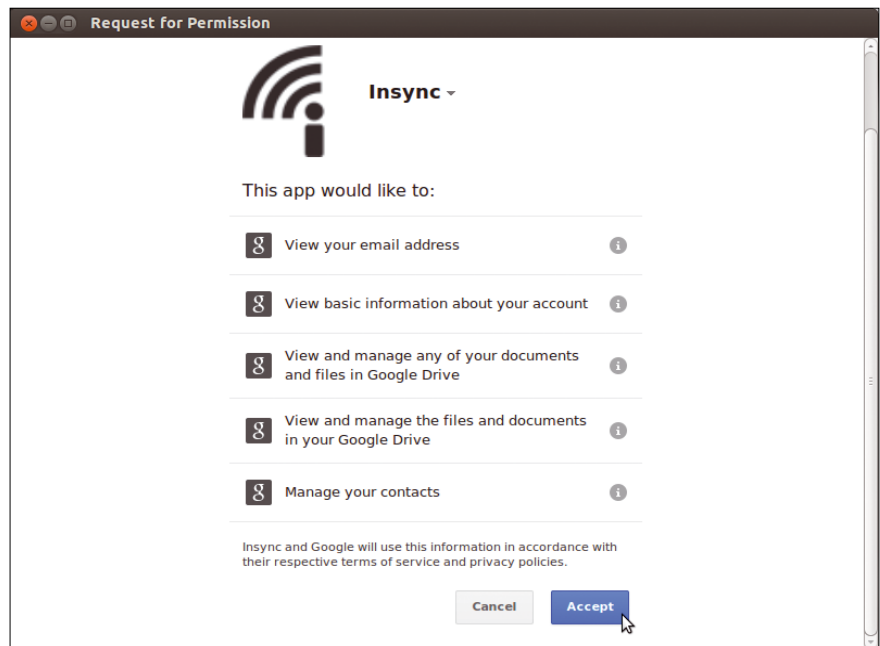 Request for Permission
Insync
This app would like to:
View your email address
View basic information about your account
View and manage any of your documents
and files in Google Drive
View and manage the files and documents
in your Google Drive
Manage your contacts
Insync and Google will use this information in accordance with
their respective terms of service and privacy policies.
Cancel
Accept